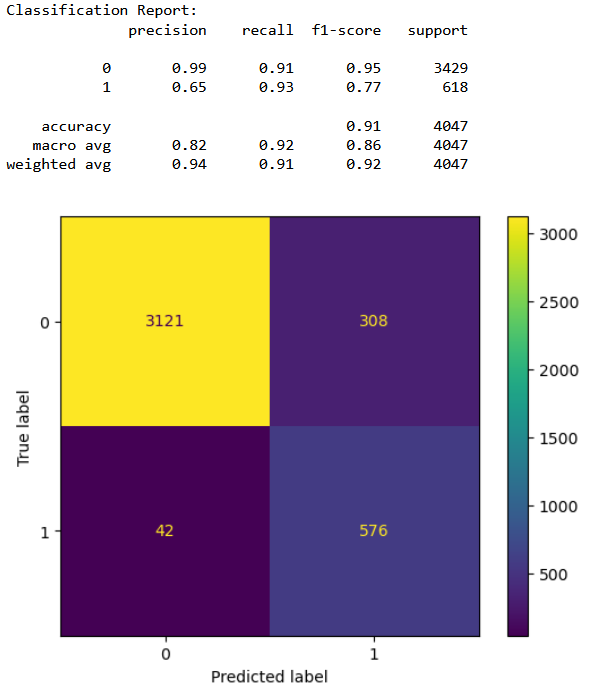 Classification Report:
precision recall f1-score support
0 0.99 0.91 0.95 3429
1 0.65 0.93 0.77 618
accuracy 0.91 4047
macro avg 0.82 0.92 0.86 4047
weighted avg 0.94 0.91 0.92 4047
3000
2500
2000
1500
1000
500
True label
0
3121 308
1
42 576
0 1
Predicted label